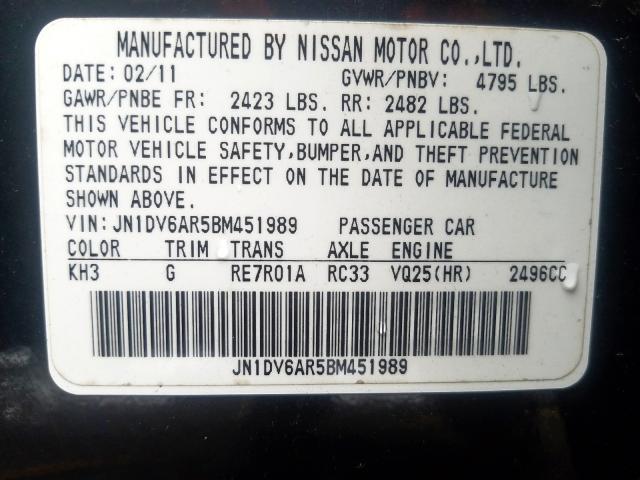 MANUFACTURED BY NISSAN MOTOR CO.,LTD.
DATE: 02/11 GVWR/PNBV: 4795 LBS.
GAWR/PNBE FR: 2423 LBS. RR: 2482 LBS.
THIS VEHICLE CONFORMS TO ALL APPLICABLE FEDERAL
MOTOR VEHICLE SAFETY,BUMPER,AND THEFT PREVENTION
STANDARDS IN EFFECT ON THE DATE OF MANUFACTURE
SHOWN ABOVE.
VIN:JN1DV6AR5BM451989 PASSENGER CAR
COLOR TRIM TRANS AXLE ENGINE
KH3 G RE7R01A RC33 VQ25(HR) 2496CC
JN1DV6AR5BM451989